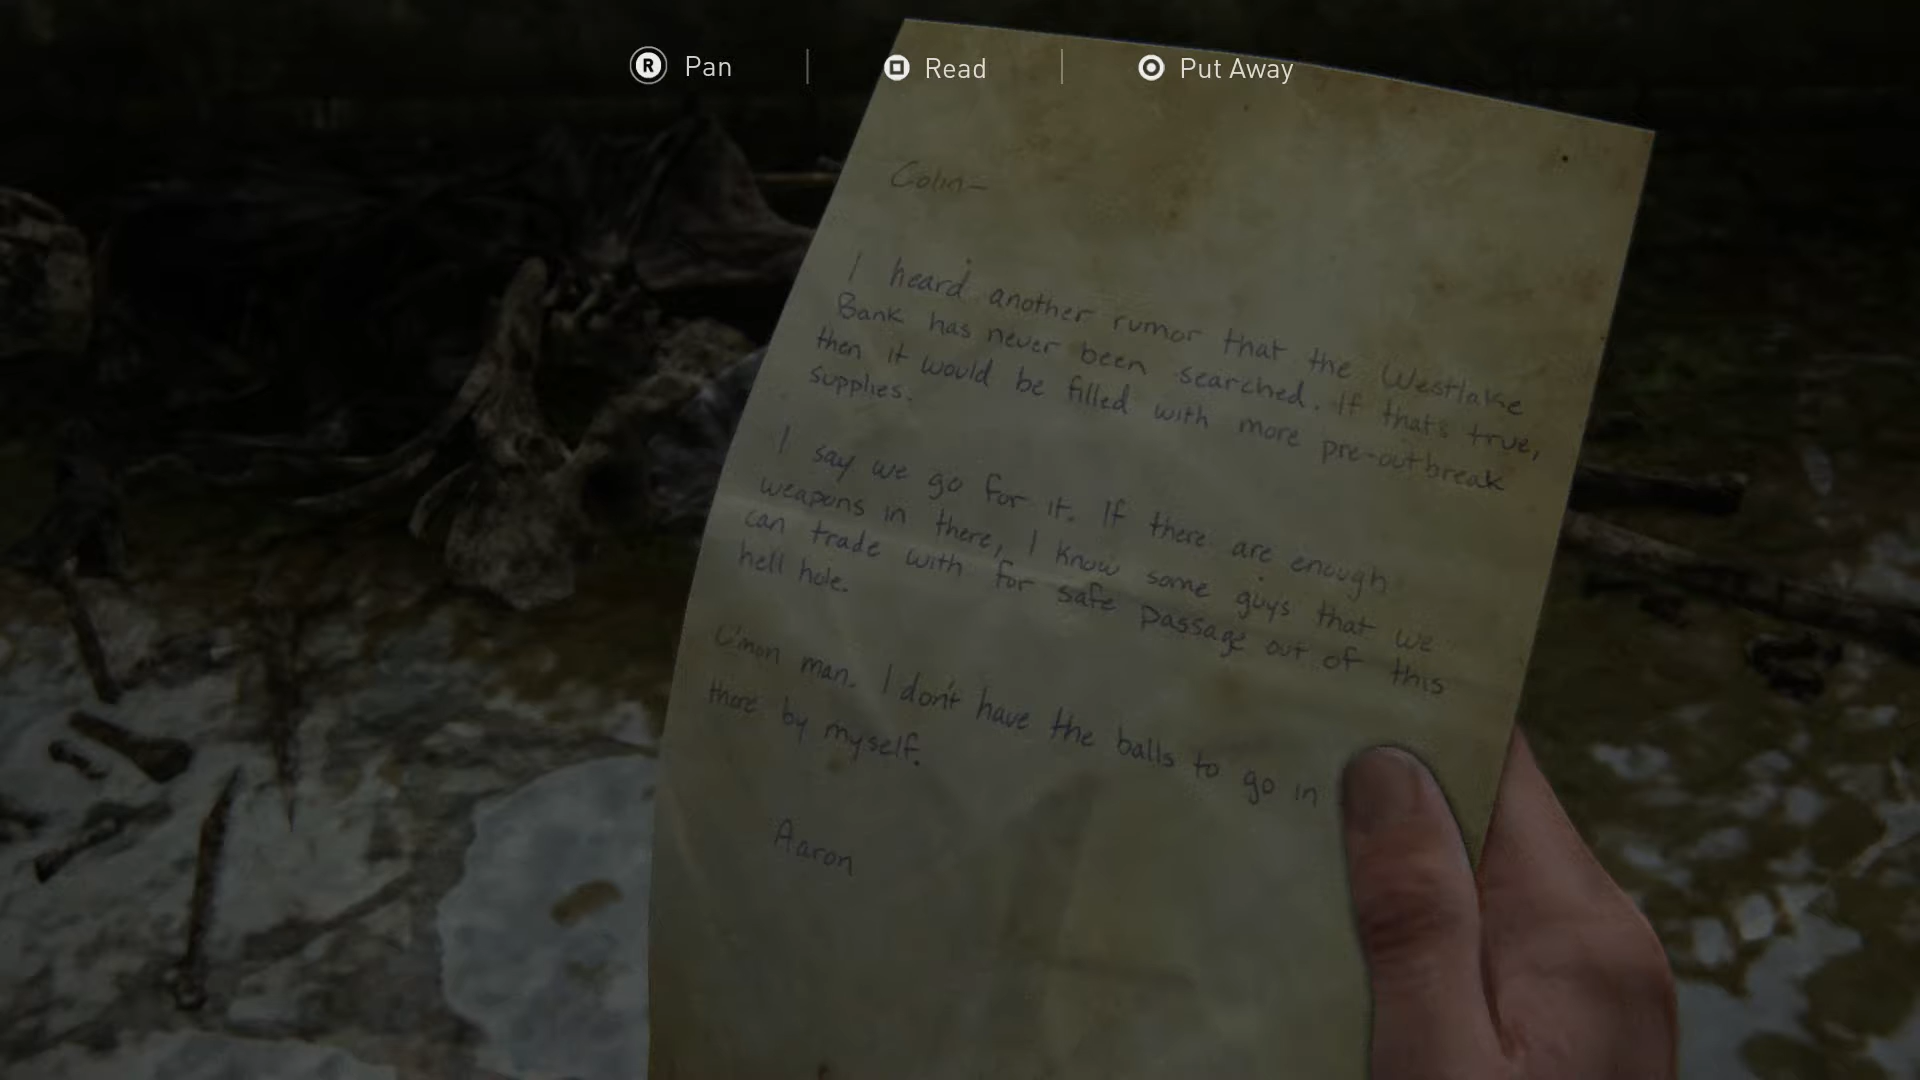 Pan
Read
Put Away
Colin—
I heard another rumor that the Westlake
Bank has never been searched. If that's true,
then it would be filled with more pre-outbreak
supplies.
I say we go for it. If there are enough
weapons in there, I know some guys that we
can trade with for safe passage out of this
hell hole.
C'mon man. I don't have the balls to go in
there by myself.
Aaron